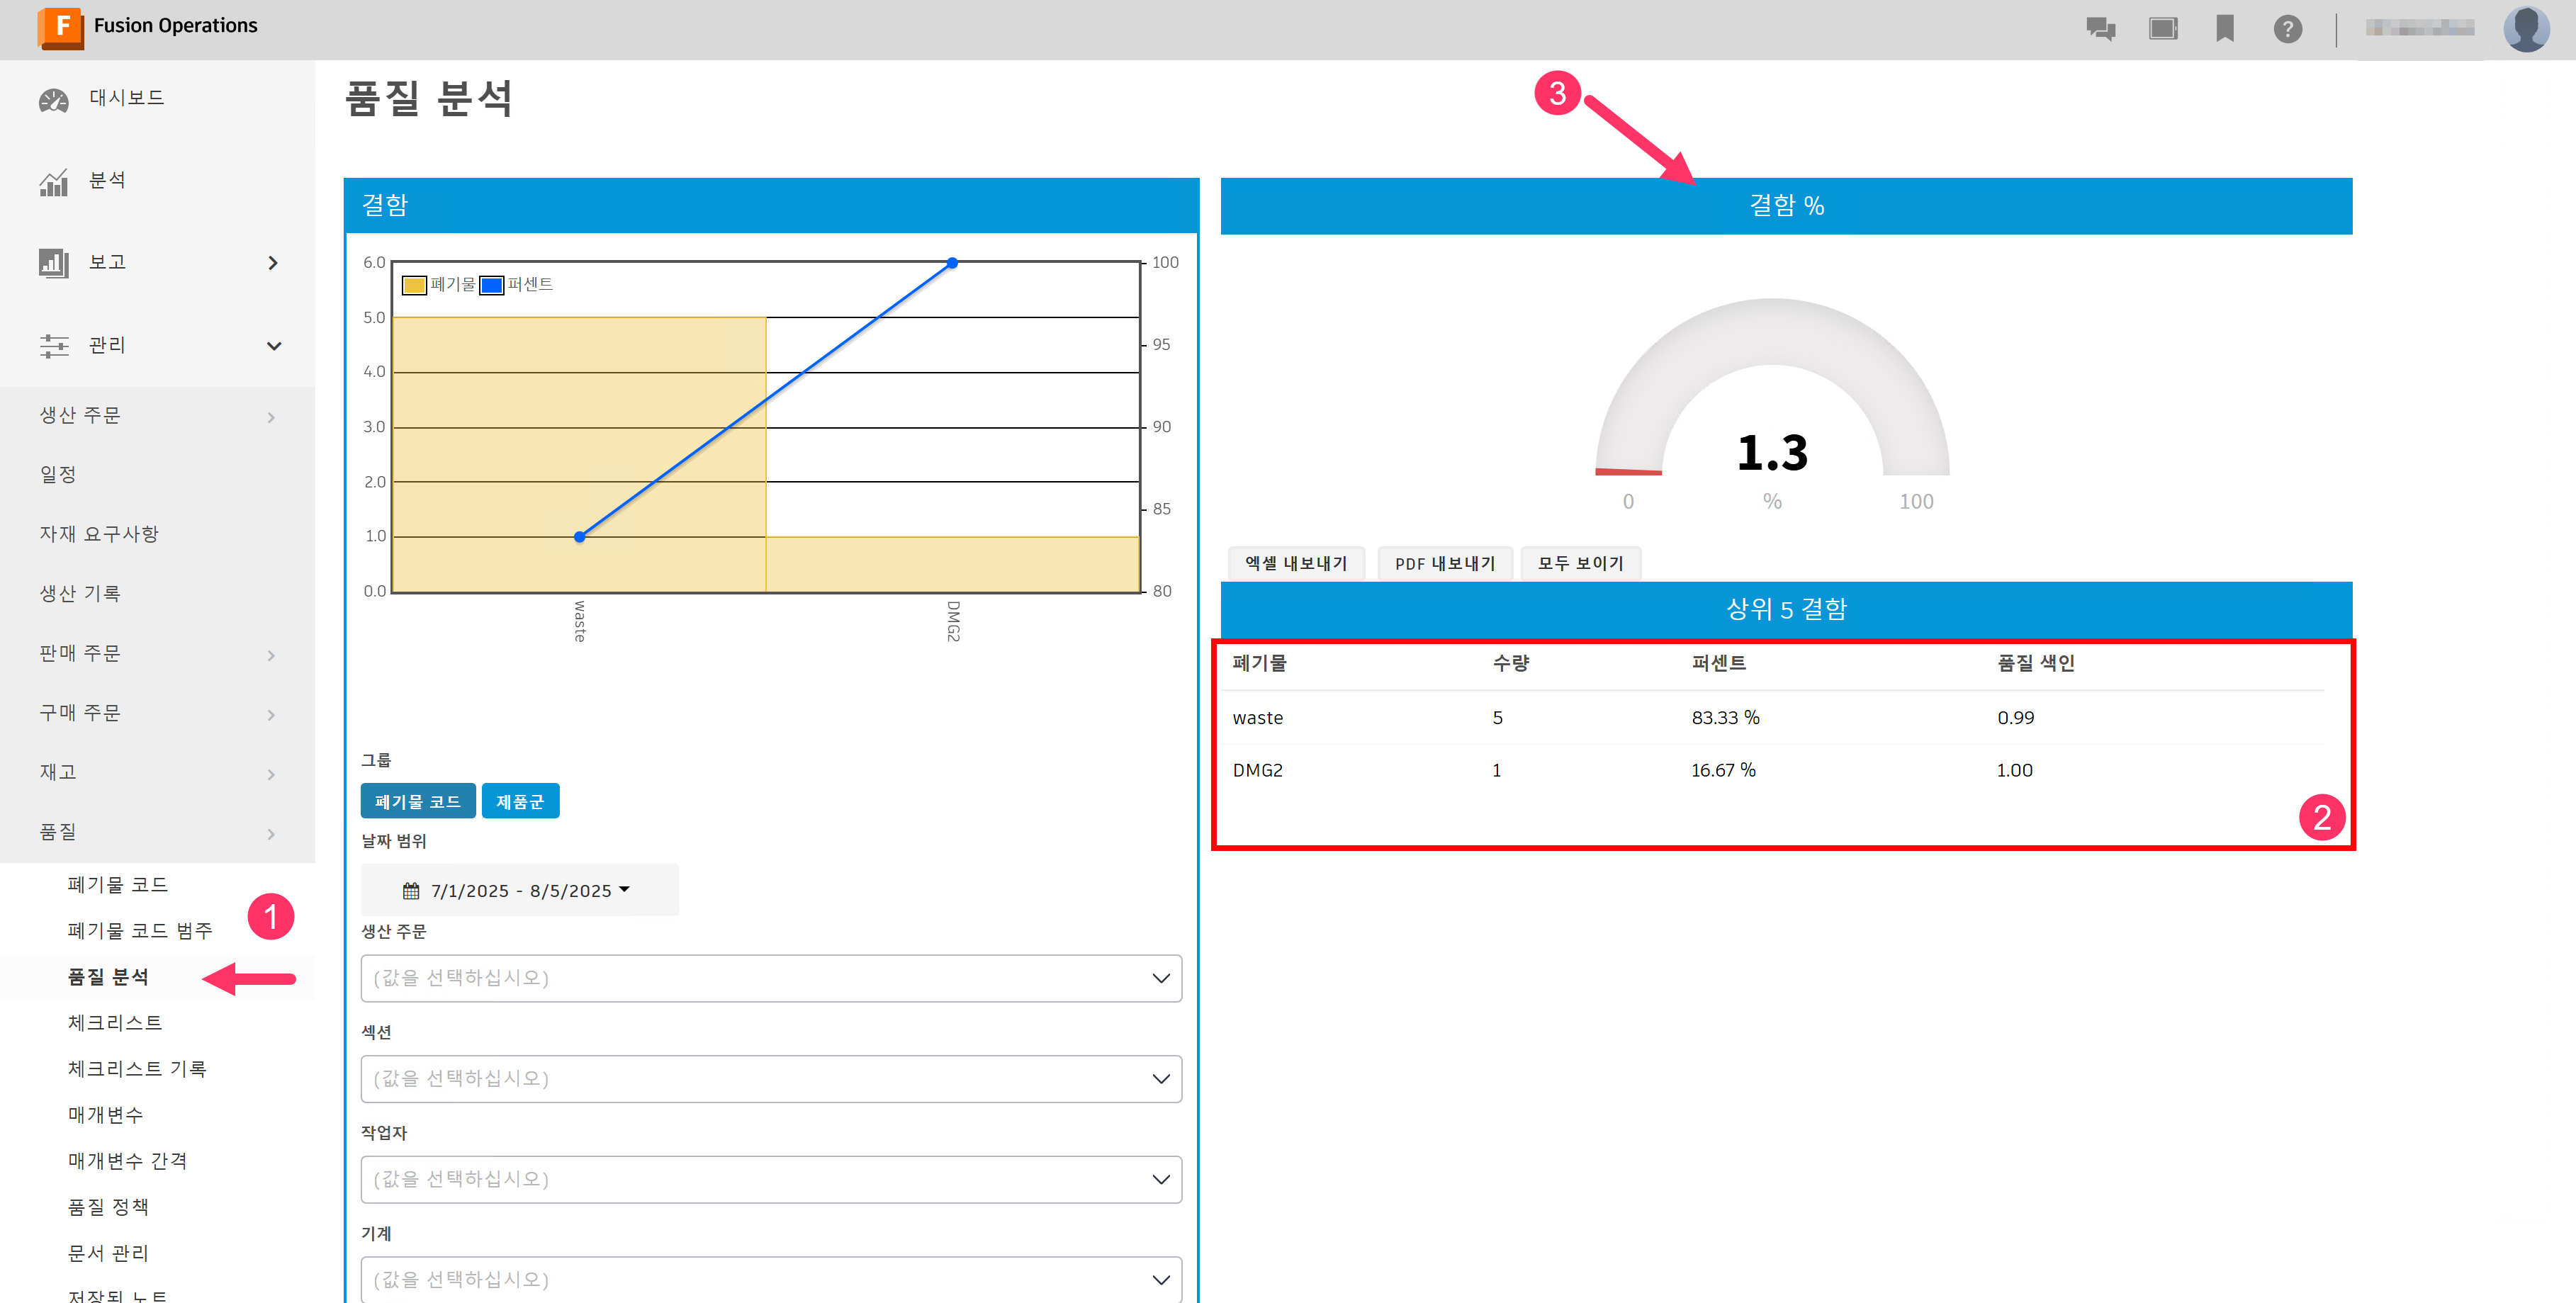 F Fusion Operations
?
대시보드
분석
보고
관리
생산 주문
일정
자재 요구사항
생산 기록
판매 주문
구매 주문
재고
품질
폐기물 코드
폐기물 코드 범주
1
품질 분석
체크리스트
체크리스트 기록
매개변수
매개변수 간격
품질 정책
문서 관리
저장된 노트
품질 분석
결함
폐기물 퍼센트
6.0
5.0
4.0
3.0
2.0
1.0
0.0
100
95
90
85
80
waste
DMG2
그룹
폐기물 코드 제품군
날짜 범위
7/1/2025 - 8/5/2025
생산 주문
(값을 선택하십시오)
섹션
(값을 선택하십시오)
작업자
(값을 선택하십시오)
기계
(값을 선택하십시오)
3
결함 %
1.3
0 % 100
엑셀 내보내기 PDF 내보내기 모두 보이기
상위 5 결함
폐기물 수량 퍼센트 품질 색인
waste 5 83.33 % 0.99
DMG2 1 16.67 % 1.00
2